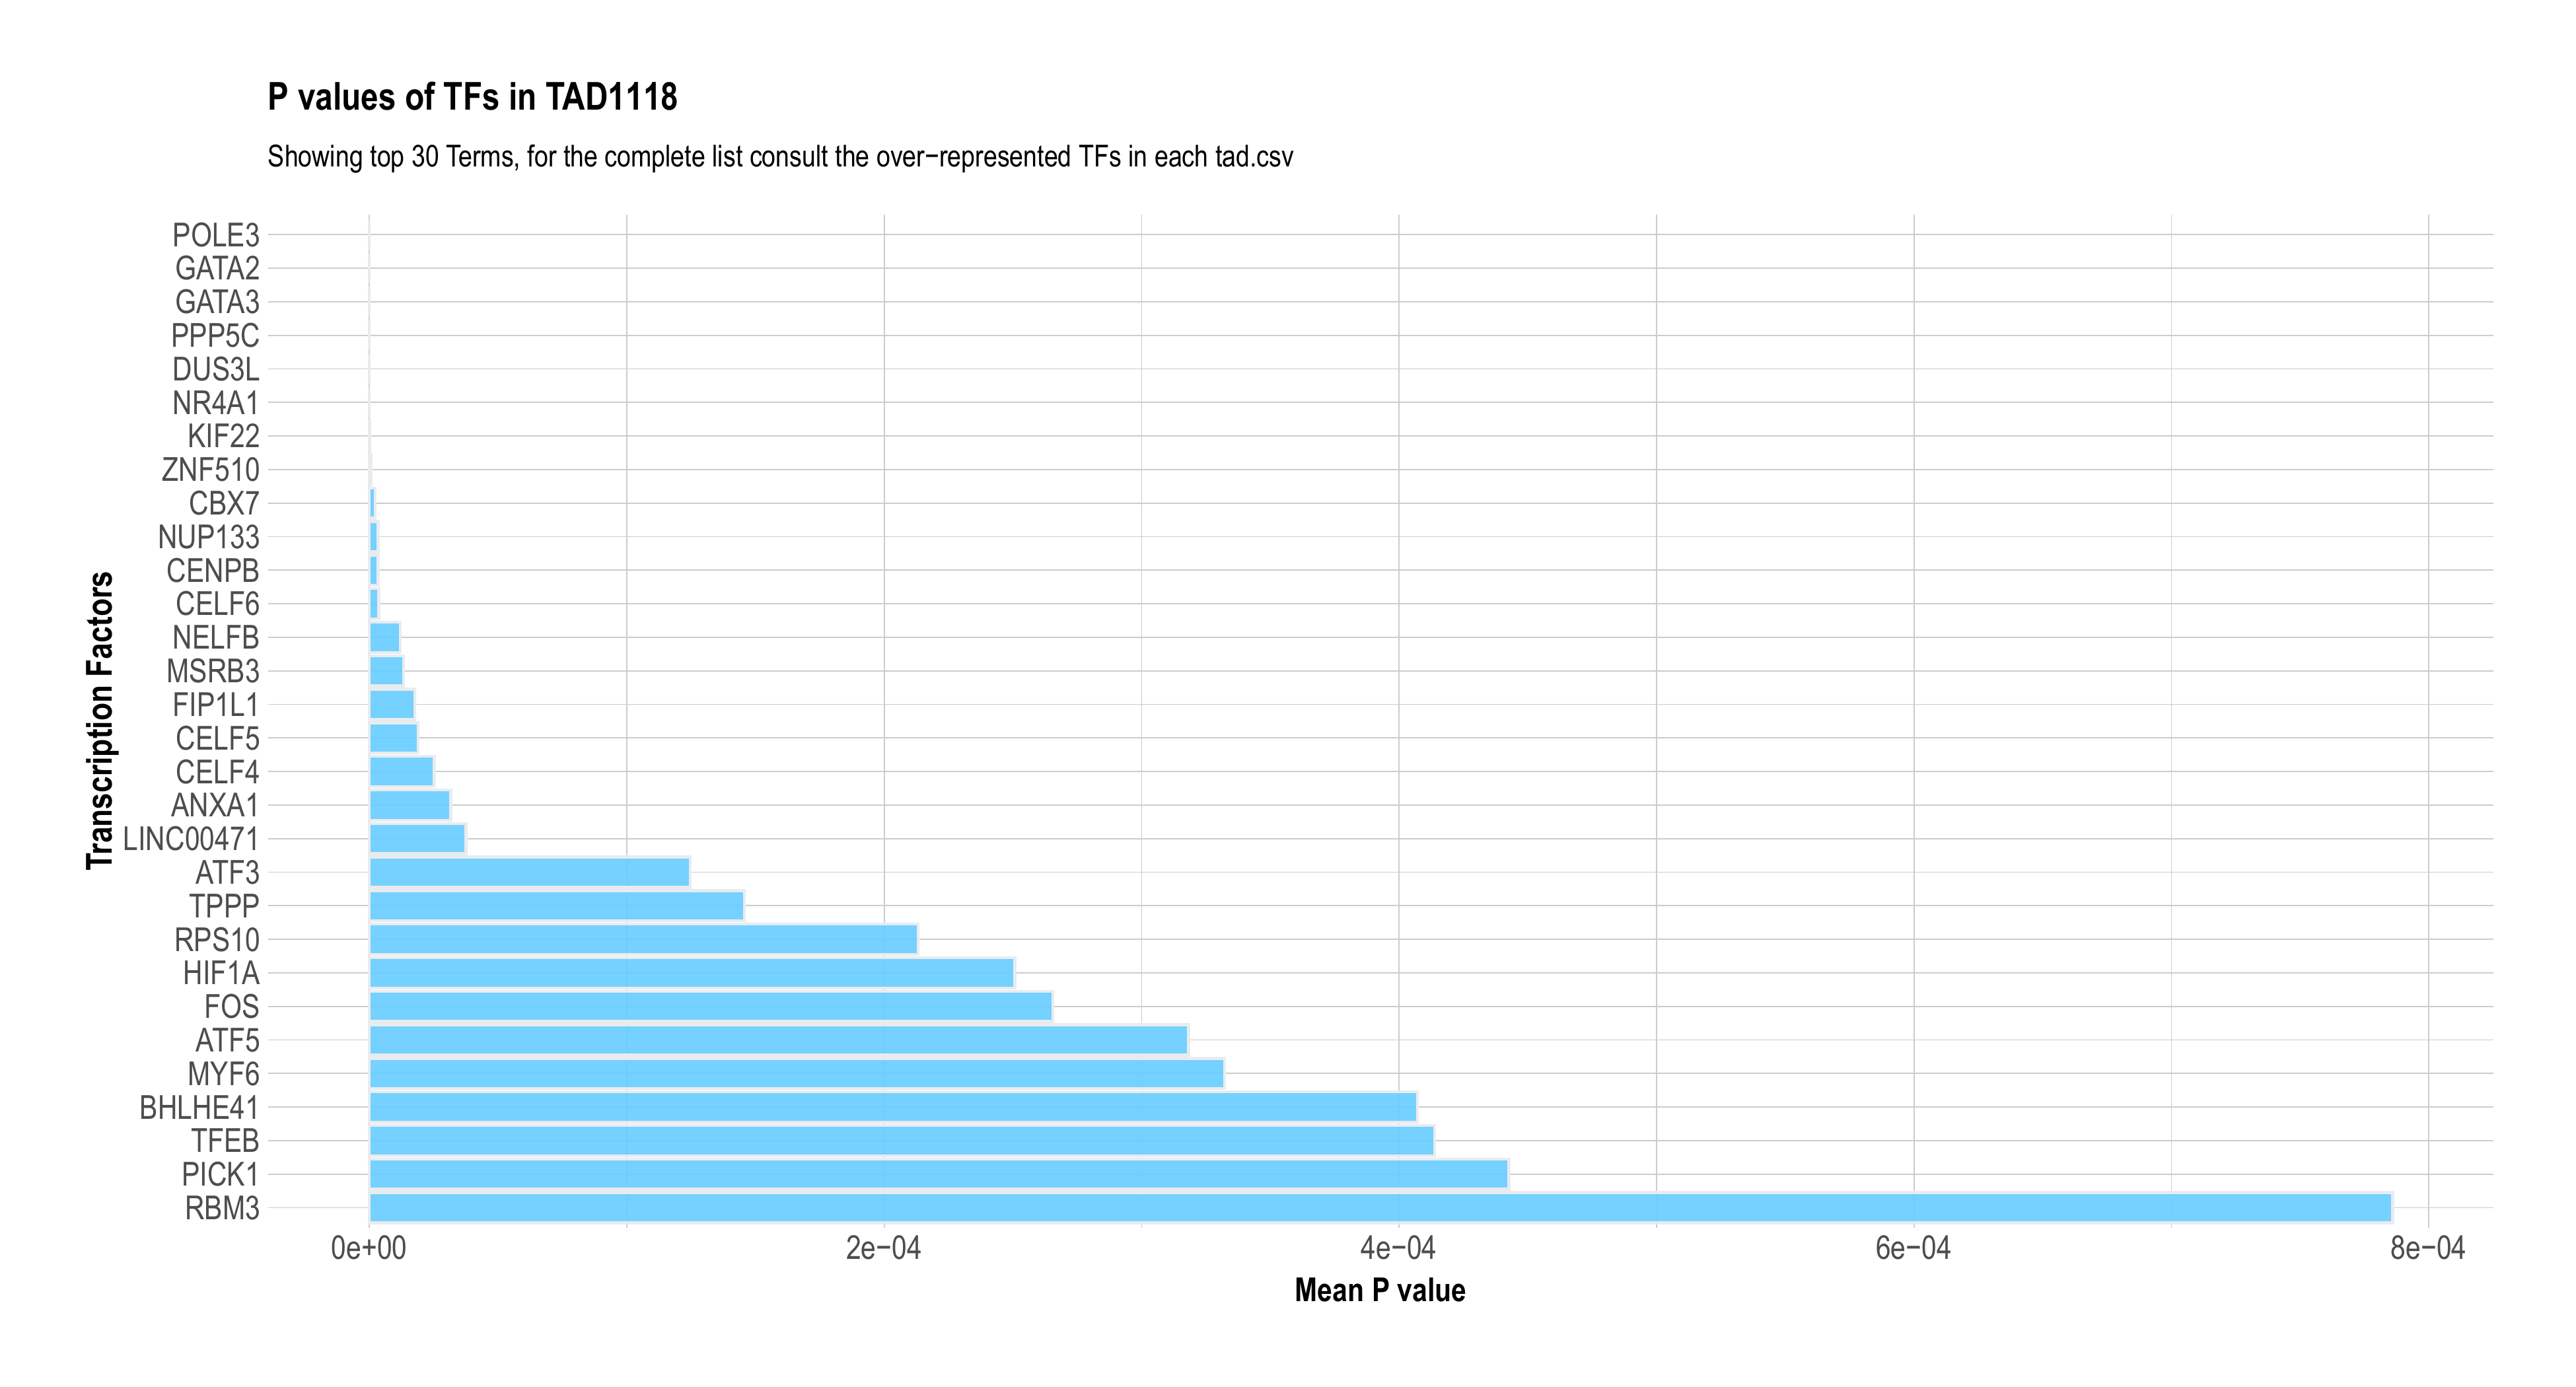 P values of TFs in TAD1118
Showing top 30 Terms, for the complete list consult the over−represented TFs in each tad.csv
Transcription Factors
POLE3
GATA2
GATA3
PPP5C
DUS3L
NR4A1
KIF22
ZNF510
CBX7
NUP133
CENPB
CELF6
NELFB
MSRB3
FIP1L1
CELF5
CELF4
ANXA1
LINC00471
ATF3
TPPP
RPS10
HIF1A
FOS
ATF5
MYF6
BHLHE41
TFEB
PICK1
RBM3
0e+00 2e−04 4e−04 6e−04 8e−04
Mean P value